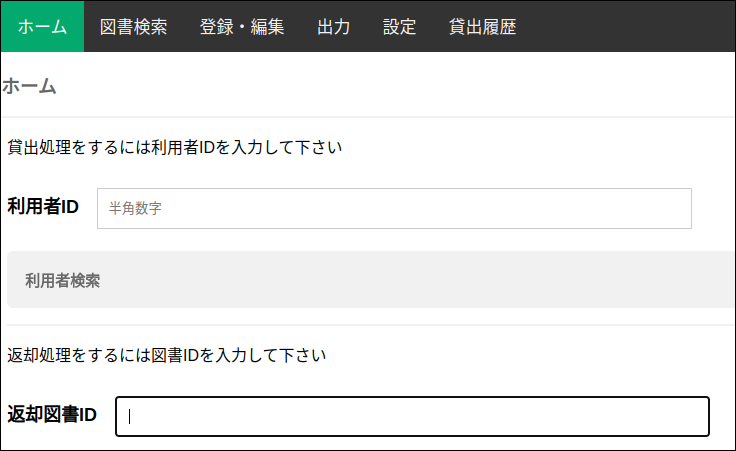 ホーム 図書検索 登録・編集 出力 設定 貸出履歴
ホーム
貸出処理をするには利用者IDを入力して下さい
利用者ID 半角数字
利用者検索
返却処理をするには図書IDを入力して下さい
返却図書ID